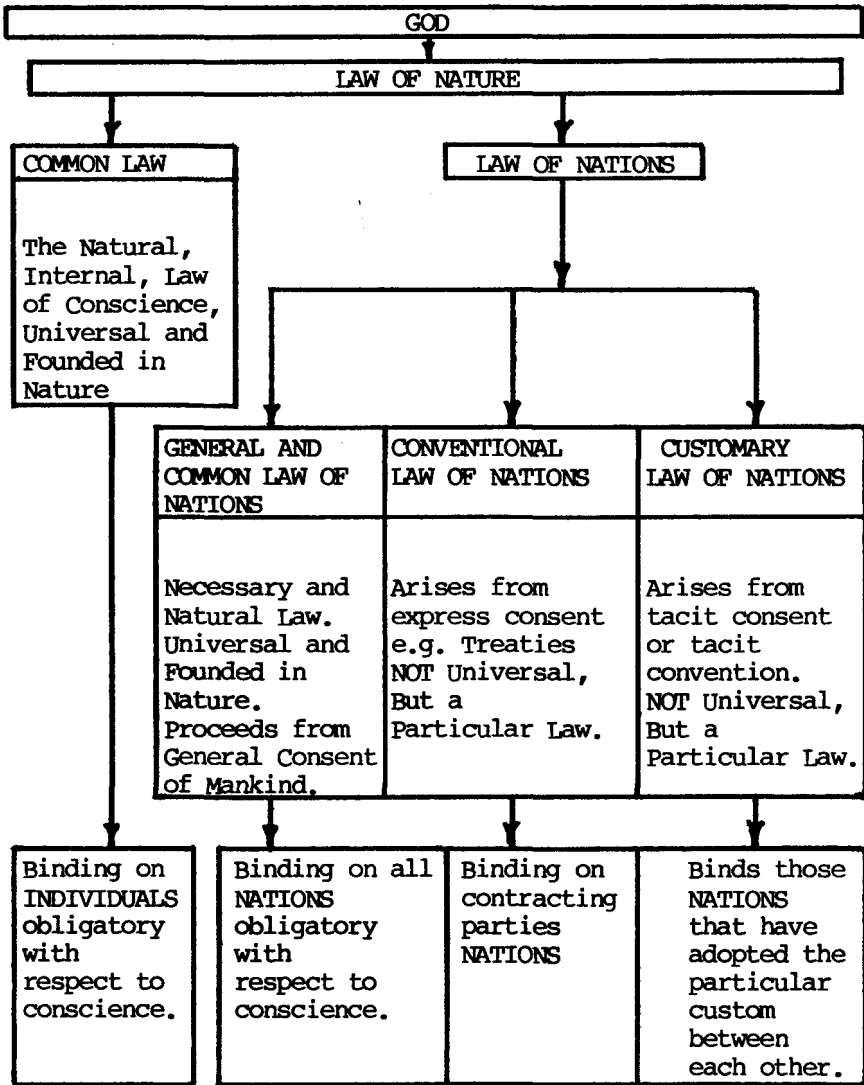 GOD
LAW OF NATURE
COMMON LAW
The Natural,
Internal, Law
of Conscience,
Universal and
Founded in
Nature
LAW OF NATIONS
GENERAL AND
COMMON LAW OF
NATIONS
Necessary and
Natural Law.
Universal and
Founded in
Nature.
Proceeds from
General Consent
of Mankind.
CONVENTIONAL
LAW OF NATIONS
Arises from
express consent
e.g. Treaties
NOT Universal,
But a
Particular Law.
CUSTOMARY
LAW OF NATIONS
Arises from
tacit consent
or tacit
convention.
NOT Universal,
But a
Particular Law.
Binding on
INDIVIDUALS
obligatory
with
respect to
conscience.
Binding on all
NATIONS
obligatory
with
respect to
conscience.
Binding on
contracting
parties
NATIONS
Binds those
NATIONS
that have
adopted the
particular
custom
between
each other.